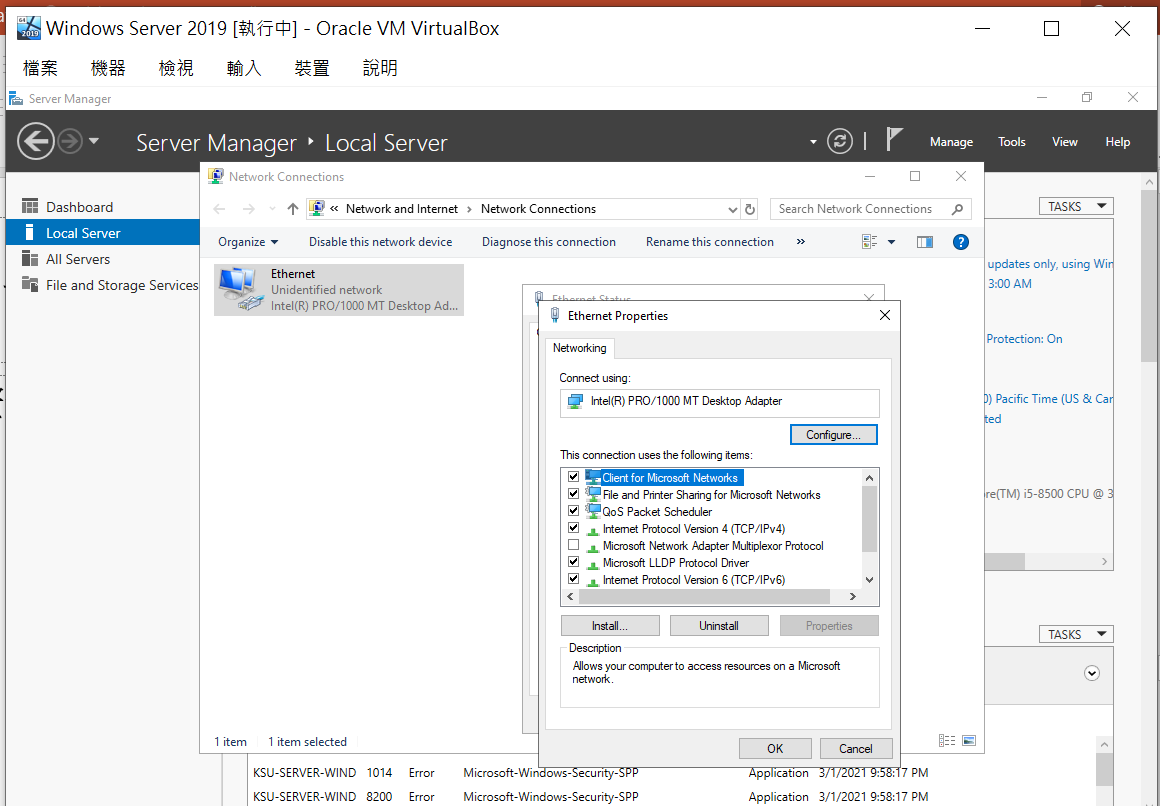 Windows Server 2019 [執行中] - Oracle VM VirtualBox
檔案 機器 檢視 輸入 裝置 說明
Server Manager
Server Manager ‣ Local Server
Manage Tools View Help
Network Connections
« Network and Internet › Network Connections
Search Network Connections
Organize Disable this network device Diagnose this connection Rename this connection »
Dashboard
Local Server
All Servers
File and Storage Services
Ethernet
Unidentified network
Intel(R) PRO/1000 MT Desktop Ad...
TASKS
updates only, using Win
3:00 AM
Protection: On
Pacific Time (US & Car
ted
re(TM) i5-8500 CPU @ 3
TASKS
Ethernet Status
Ethernet Properties
Networking
Connect using:
Intel(R) PRO/1000 MT Desktop Adapter
Configure...
This connection uses the following items:
Client for Microsoft Networks
File and Printer Sharing for Microsoft Networks
QoS Packet Scheduler
Internet Protocol Version 4 (TCP/IPv4)
Microsoft Network Adapter Multiplexor Protocol
Microsoft LLDP Protocol Driver
Internet Protocol Version 6 (TCP/IPv6)
Install... Uninstall Properties
Description
Allows your computer to access resources on a Microsoft
network.
OK Cancel
1 item 1 item selected
KSU-SERVER-WIND 1014 Error Microsoft-Windows-Security-SPP Application 3/1/2021 9:58:17 PM
KSU-SERVER-WIND 8200 Error Microsoft-Windows-Security-SPP Application 3/1/2021 9:58:17 PM